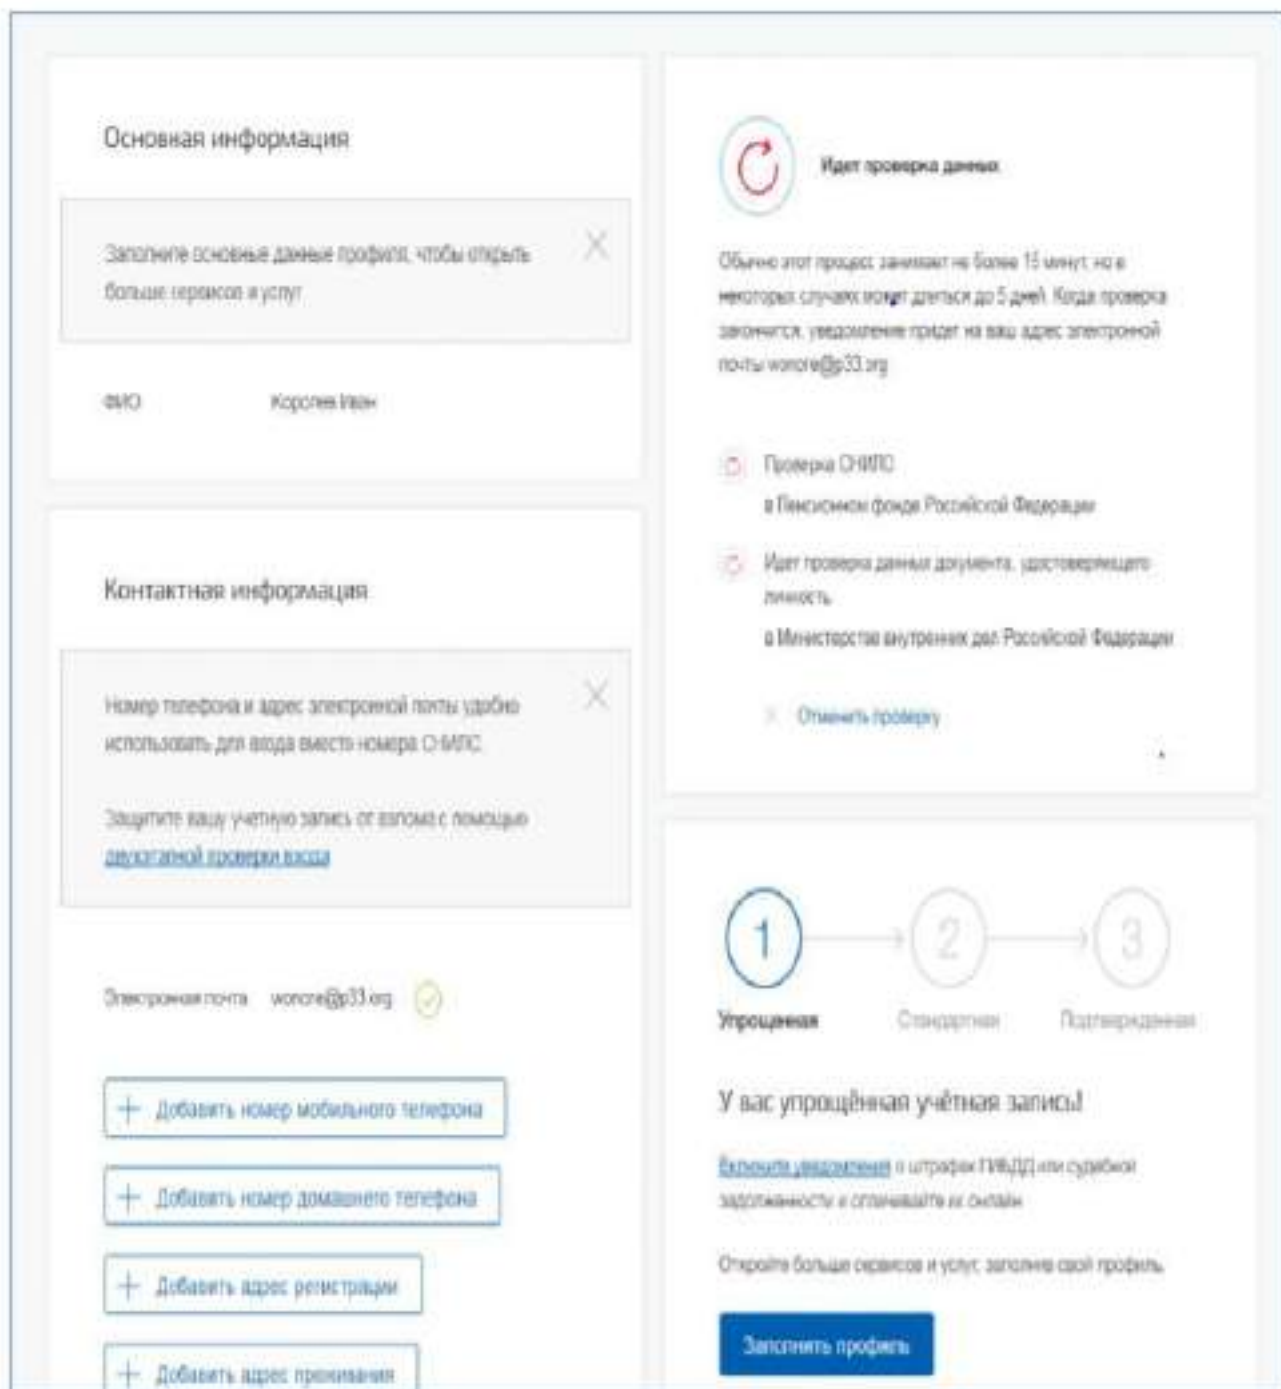 Основная информация
Заполните основные данные профиля, чтобы открыть
больше сервисов и услуг
ФИО Королев Иван
Контактная информация
Номер телефона и адрес электронной почты удобно
использовать для входа вместо номера СНИЛС
Защитите вашу учетную запись от взлома с помощью
двухэтапной проверки входа
Электронная почта wonore@p33.org
Добавить номер мобильного телефона
Добавить номер домашнего телефона
Добавить адрес регистрации
Добавить адрес проживания
Идет проверка данных
Обычно этот процесс занимает не более 15 минут, но в
некоторых случаях может длиться до 5 дней. Когда проверка
закончится, уведомление придет на ваш адрес электронной
почты wonore@p33.org
Проверка СНИЛС
в Пенсионном фонде Российской Федерации
Идет проверка данных документа, удостоверяющего
личность
в Министерстве внутренних дел Российской Федерации
Отменить проверку
1 2 3
Упрощенная Стандартная Подтвержденная
У вас упрощённая учётная запись!
Включите уведомления о штрафах ГИБДД или судебной
задолженности и оплачивайте их онлайн
Откройте больше сервисов и услуг, заполнив свой профиль.
Заполнить профиль